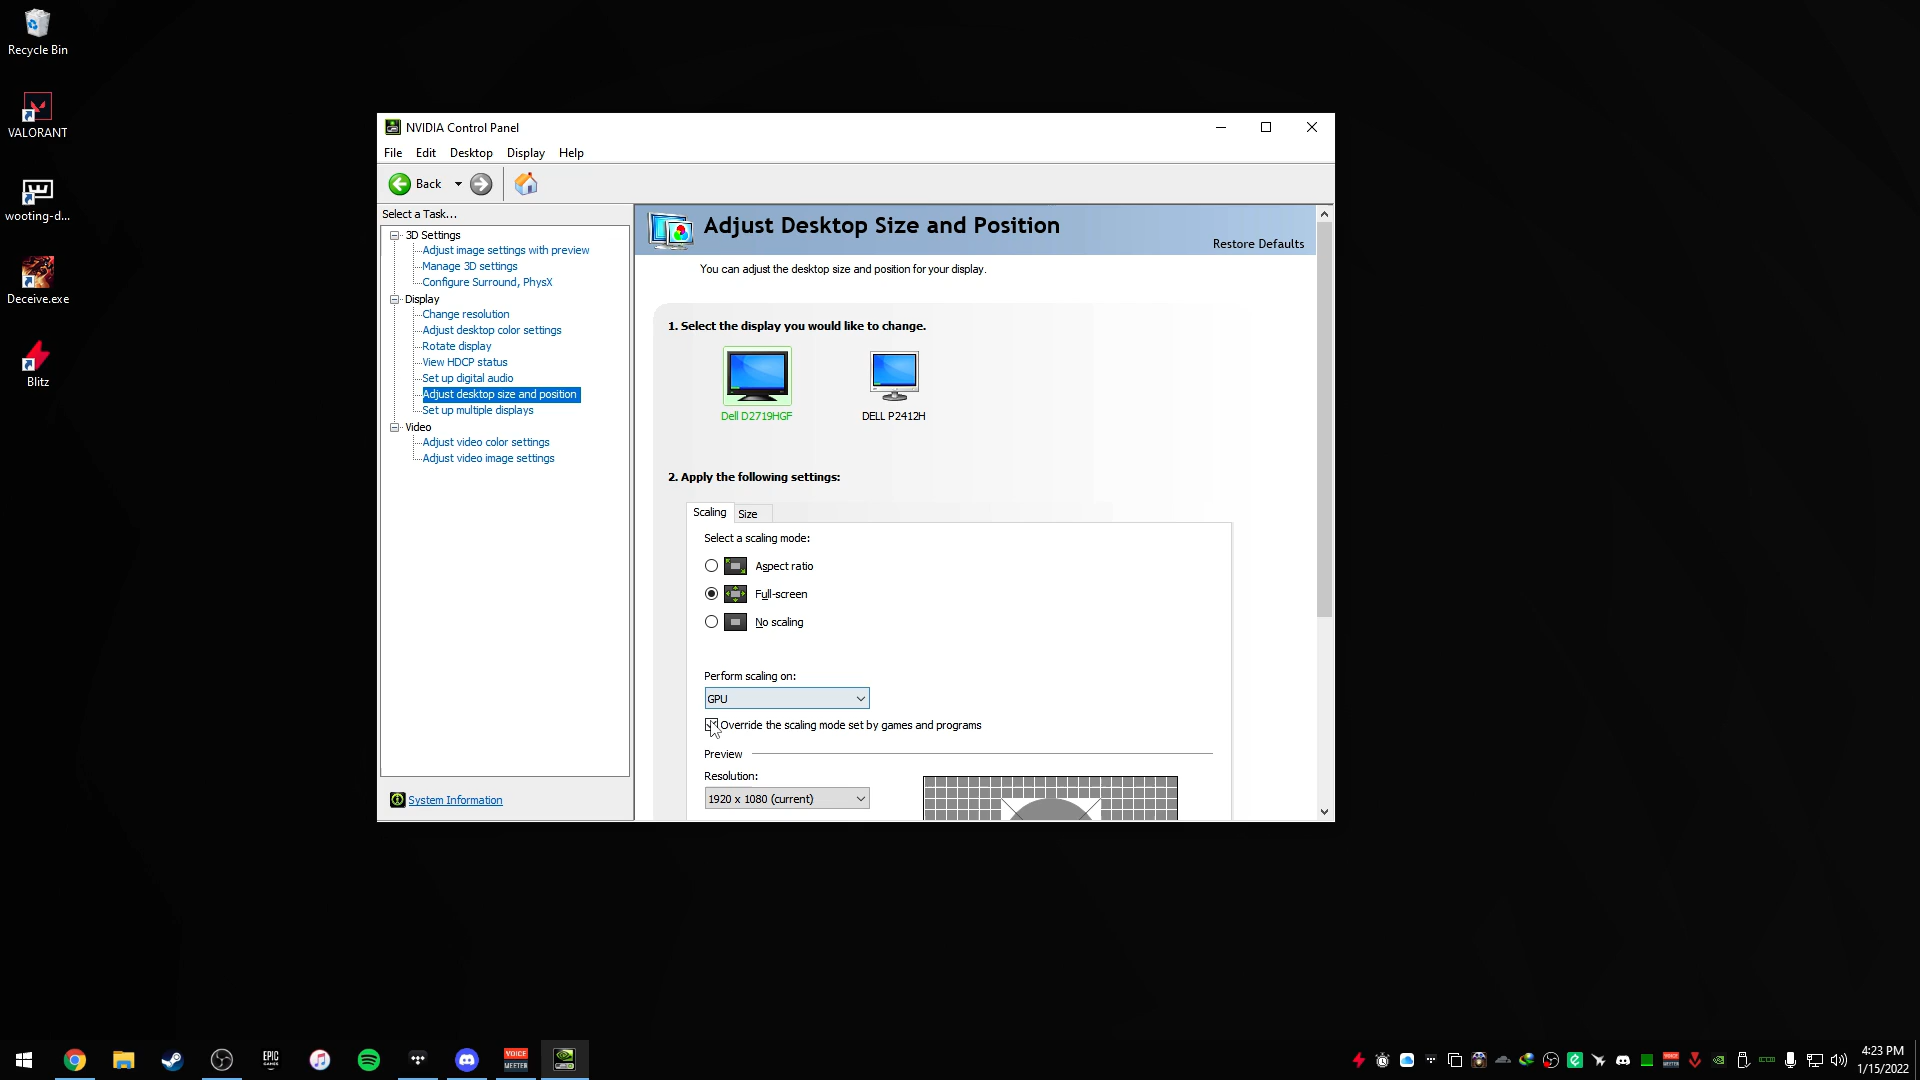 Recycle Bin
VALORANT
wooting-d...
Deceive.exe
Blitz
NVIDIA Control Panel
File Edit Desktop Display Help
Back
Select a Task...
3D Settings
Adjust image settings with preview
Manage 3D settings
Configure Surround, PhysX
Display
Change resolution
Adjust desktop color settings
Rotate display
View HDCP status
Set up digital audio
Adjust desktop size and position
Set up multiple displays
Video
Adjust video color settings
Adjust video image settings
System Information
Adjust Desktop Size and Position
Restore Defaults
You can adjust the desktop size and position for your display.
1. Select the display you would like to change.
Dell D2719HGF DELL P2412H
2. Apply the following settings:
Scaling Size
Select a scaling mode:
Aspect ratio
Full-screen
No scaling
Perform scaling on:
GPU
Override the scaling mode set by games and programs
Preview
Resolution:
1920 x 1080 (current)
EPIC
GAMES
VOICE
MEETER
4:23 PM
1/15/2022